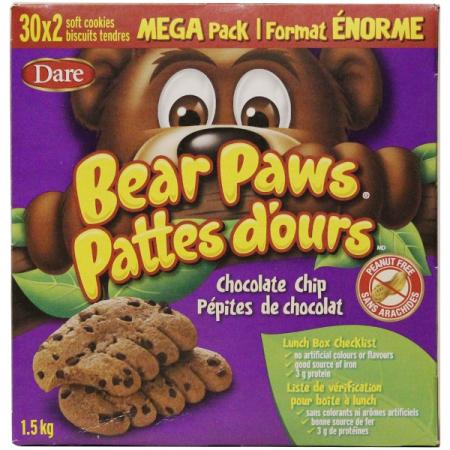 30x2 soft cookies
biscuits tendres
MEGA Pack | Format ÉNORME
Dare
Bear Paws®
Pattes d'ours MD
Chocolate Chip
Pépites de chocolat
PEANUT FREE
SANS ARACHIDES
Lunch Box Checklist
✓ no artificial colours or flavours
✓ good source of iron
✓ 3 g protein
Liste de vérification
pour boîte à lunch
✓ sans colorants ni arômes artificiels
✓ bonne source de fer
✓ 3 g de protéines
1.5 kg